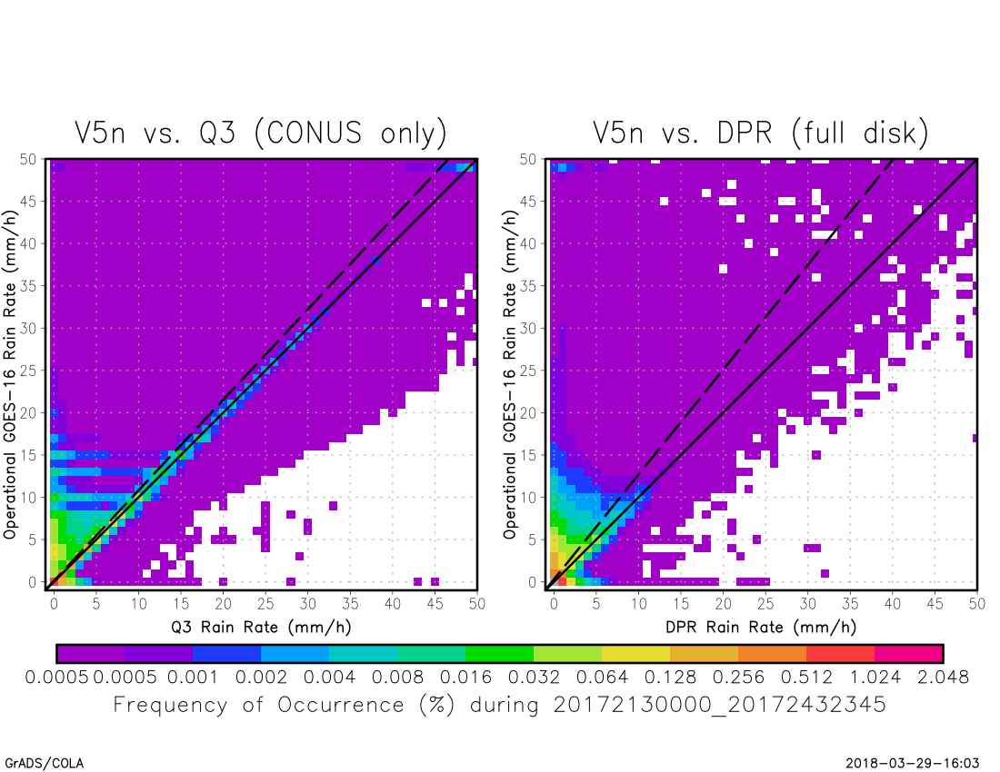 V5n vs. Q3 (CONUS only)
V5n vs. DPR (full disk)
Operational GOES-16 Rain Rate (mm/h)
50
45
40
35
30
25
20
15
10
5
0
0 5 10 15 20 25 30 35 40 45 50
Q3 Rain Rate (mm/h)
Operational GOES-16 Rain Rate (mm/h)
50
45
40
35
30
25
20
15
10
5
0
0 5 10 15 20 25 30 35 40 45 50
DPR Rain Rate (mm/h)
0.0005 0.0005 0.001 0.002 0.004 0.008 0.016 0.032 0.064 0.128 0.256 0.512 1.024 2.048
Frequency of Occurrence (%) during 20172130000_20172432345
GrADS/COLA
2018-03-29-16:03